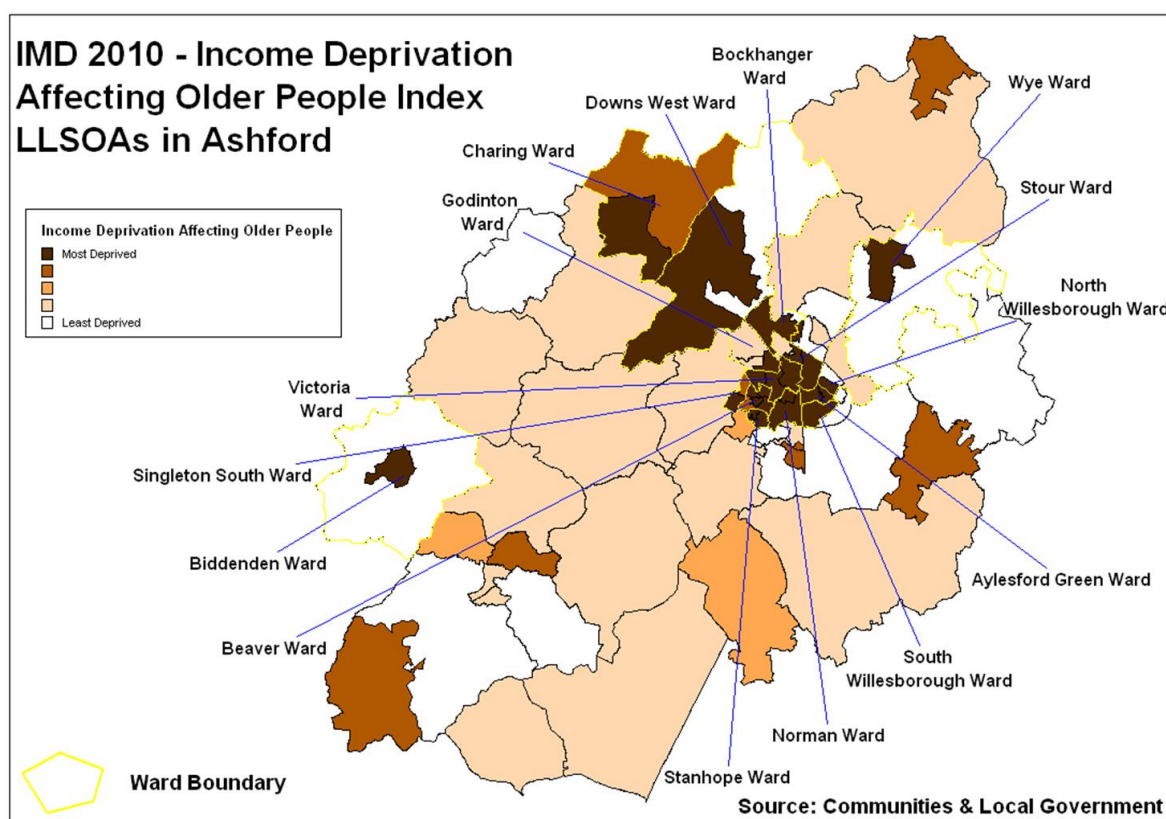 IMD 2010 - Income Deprivation
Affecting Older People Index
LLSOAs in Ashford
Bockhanger
Ward
Downs West Ward
Wye Ward
Charing Ward
Stour Ward
Godinton
Ward
Income Deprivation Affecting Older People
Most Deprived
Least Deprived
North
Willesborough Ward
Victoria
Ward
Singleton South Ward
Biddenden Ward
Aylesford Green Ward
Beaver Ward
South
Willesborough Ward
Norman Ward
Stanhope Ward
Ward Boundary
Source: Communities & Local Government